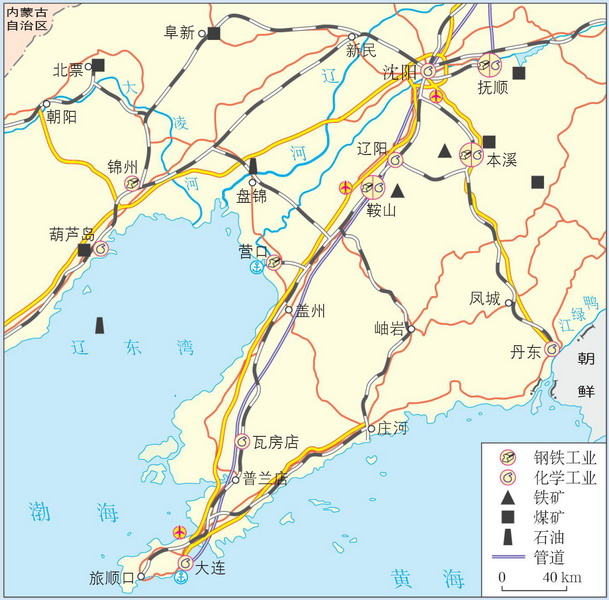 内蒙古
自治区
阜新
新民
沈阳
抚顺
北票
大
凌
河
辽
河
朝阳
锦州
辽阳
本溪
盘锦
鞍山
葫芦岛
营口
盖州
岫岩
凤城
鸭
绿
江
丹东
朝
鲜
辽 东 湾
瓦房店
庄河
普兰店
渤 海
旅顺口
大连
黄 海
钢铁工业
化学工业
铁矿
煤矿
石油
管道
0 40 km